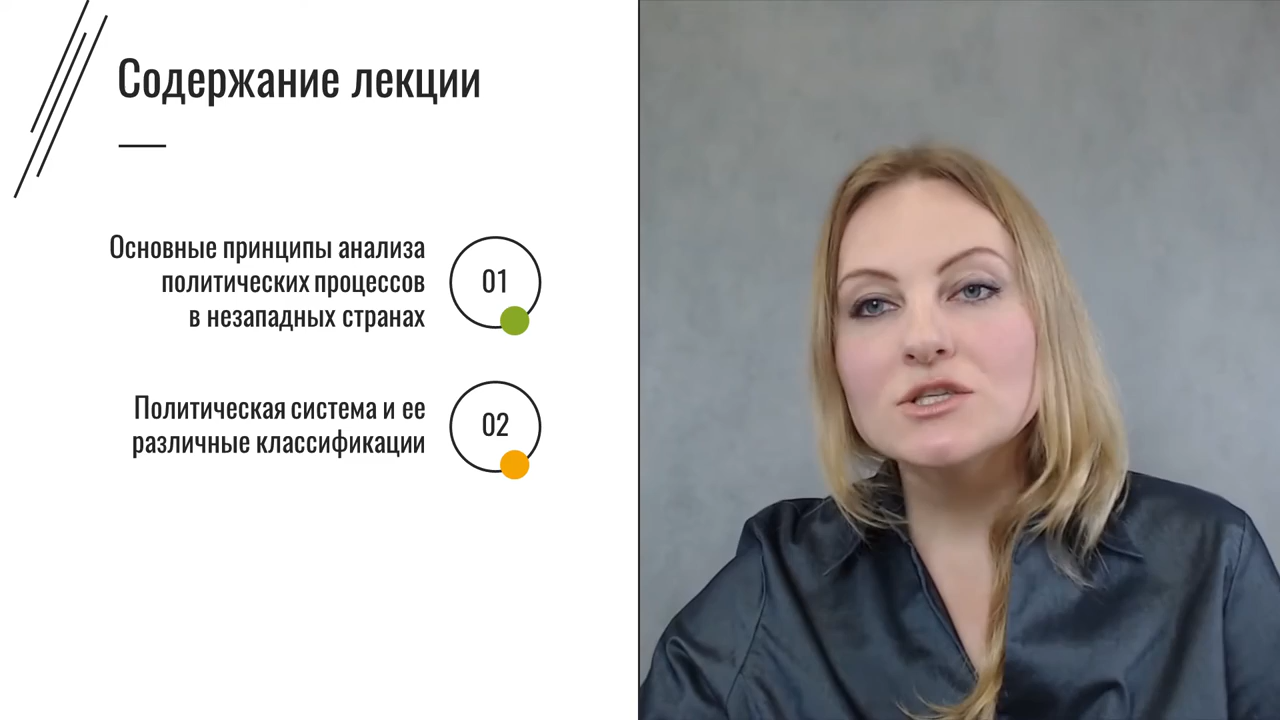 Содержание лекции
Основные принципы анализа
политических процессов
в незападных странах
01
Политическая система и ее
различные классификации
02